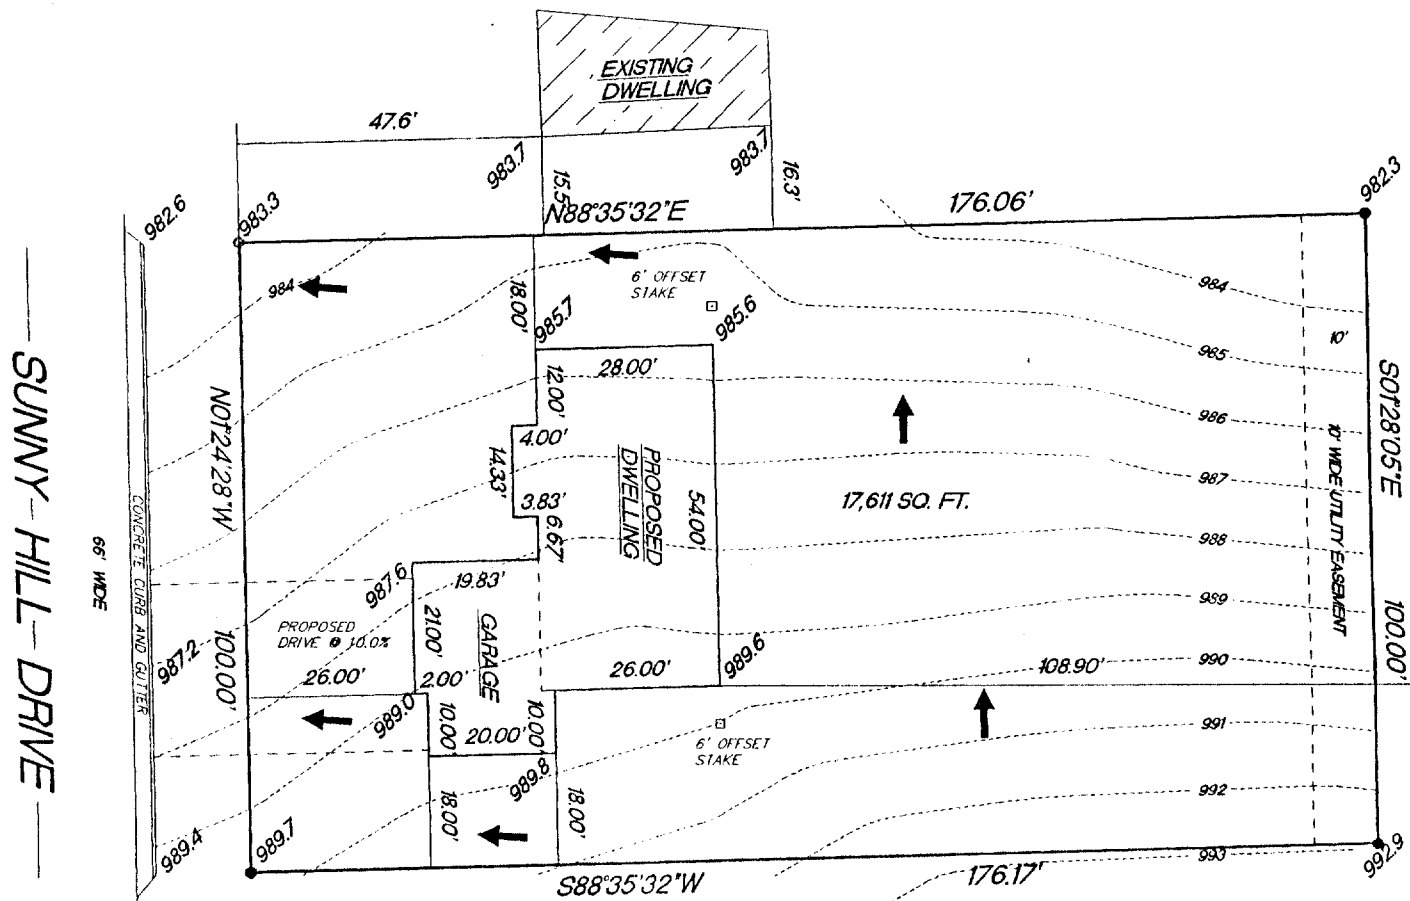 EXISTING
DWELLING
47.6'
983.7
983.7
15.5
16.3'
982.3
982.6
983.3
N88°35'32"E
176.06'
984
6' OFFSET
STAKE
18.00'
985.7
985.6
984
10'
985
28.00'
12.00'
986
4.00'
14.33'
PROPOSED
DWELLING
3.83'
6.67'
54.00'
17,611 SQ. FT.
987
988
N01°24'28"W
S01°28'05"E
10' WIDE UTILITY EASEMENT
SUNNY HILL DRIVE
66' WIDE
CONCRETE CURB AND GUTTER
987.6
19.83'
989
PROPOSED
DRIVE @ 10.0%
21.00'
GARAGE
987.2
100.00'
100.00'
26.00'
2.00'
26.00'
989.6
108.90'
990
989.0
10.00'
20.00'
10.00'
6' OFFSET
STAKE
991
989.8
18.00'
18.00'
992
989.4
989.7
993
992.9
S88°35'32"W
176.17'